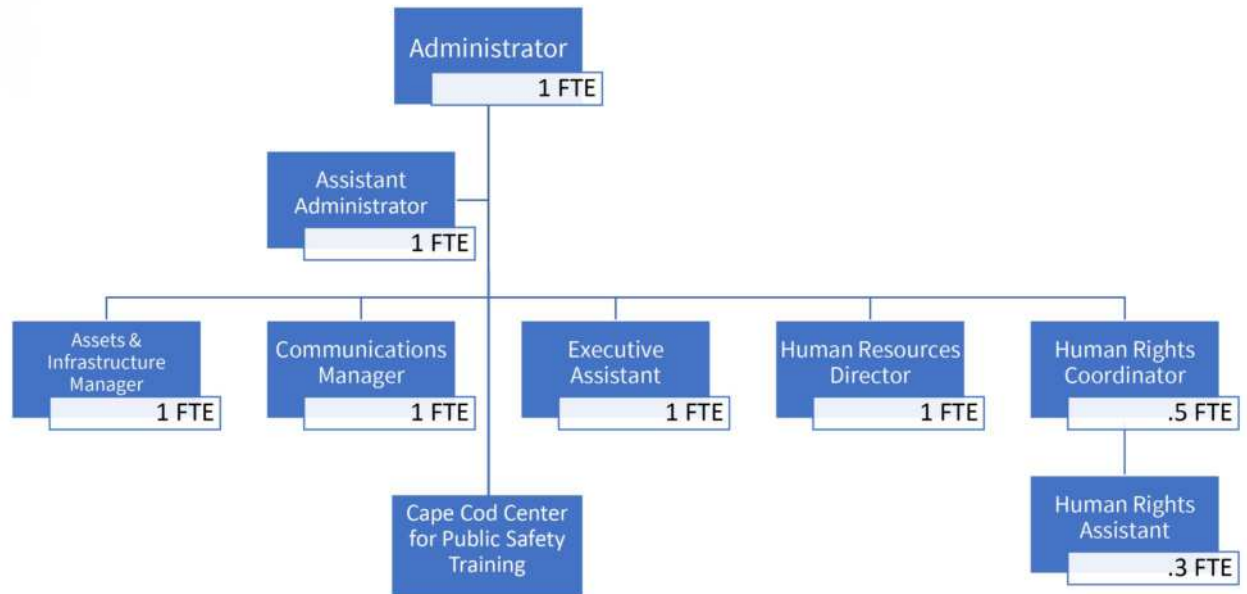 Administrator
1 FTE
Assistant
Administrator
1 FTE
Assets &
Infrastructure
Manager
1 FTE
Communications
Manager
1 FTE
Executive
Assistant
1 FTE
Human Resources
Director
1 FTE
Human Rights
Coordinator
.5 FTE
Cape Cod Center
for Public Safety
Training
Human Rights
Assistant
.3 FTE